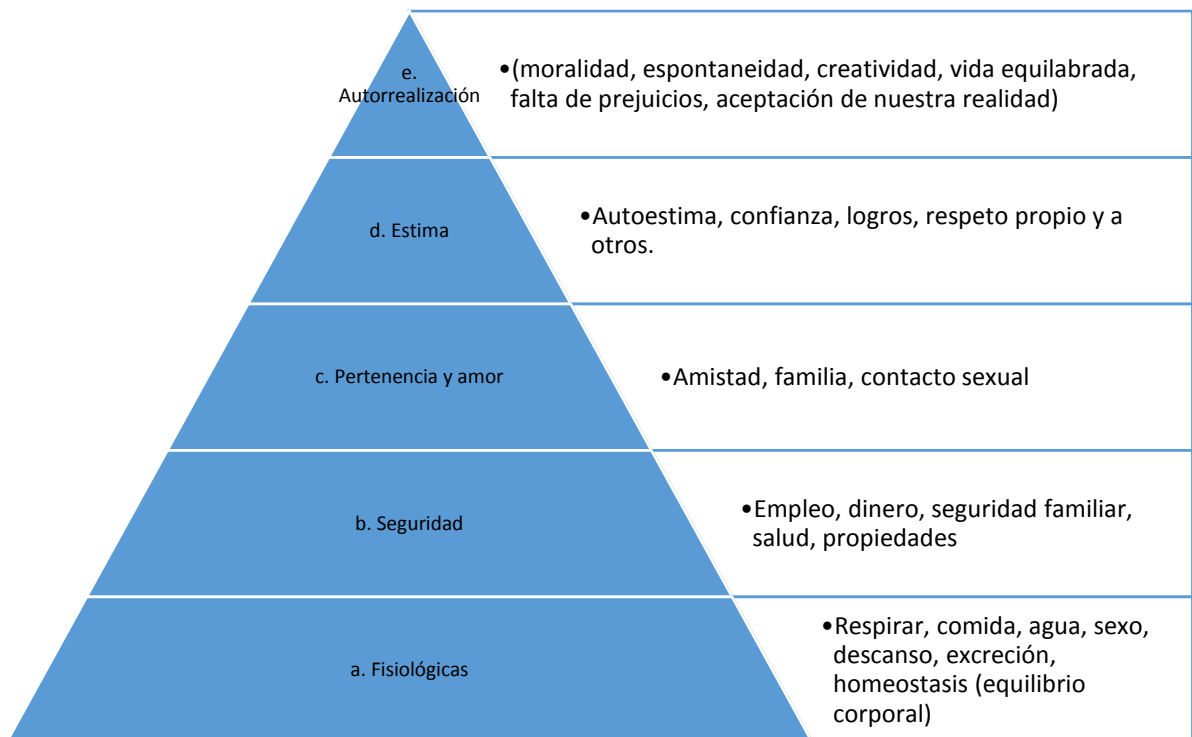 e.
Autorrealización
•(moralidad, espontaneidad, creatividad, vida equilabrada,
falta de prejuicios, aceptación de nuestra realidad)
d. Estima
•Autoestima, confianza, logros, respeto propio y a
otros.
c. Pertenencia y amor
•Amistad, familia, contacto sexual
b. Seguridad
•Empleo, dinero, seguridad familiar,
salud, propiedades
a. Fisiológicas
•Respirar, comida, agua, sexo,
descanso, excreción,
homeostasis (equilibrio
corporal)